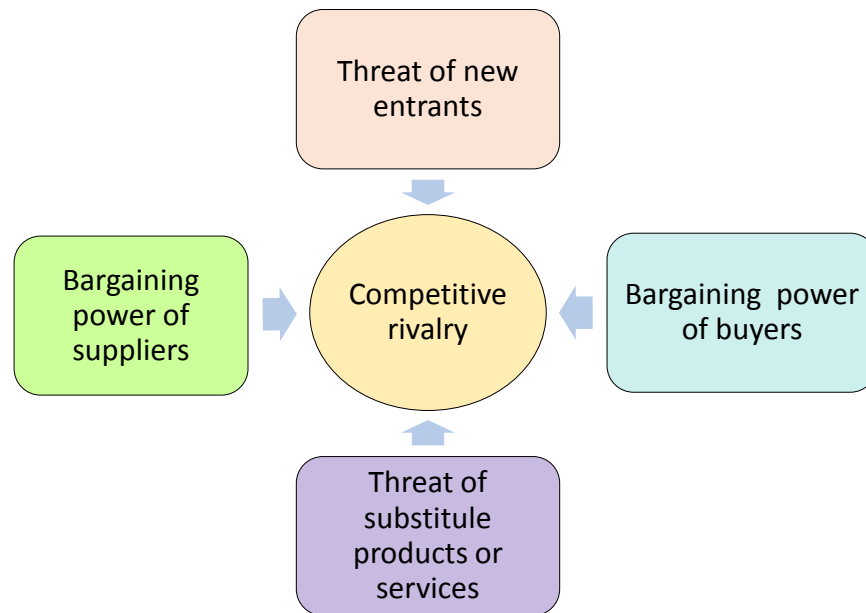 Threat of new
entrants
Bargaining
power of
suppliers
Competitive
rivalry
Bargaining  power
of buyers
Threat of
substitule
products or
services